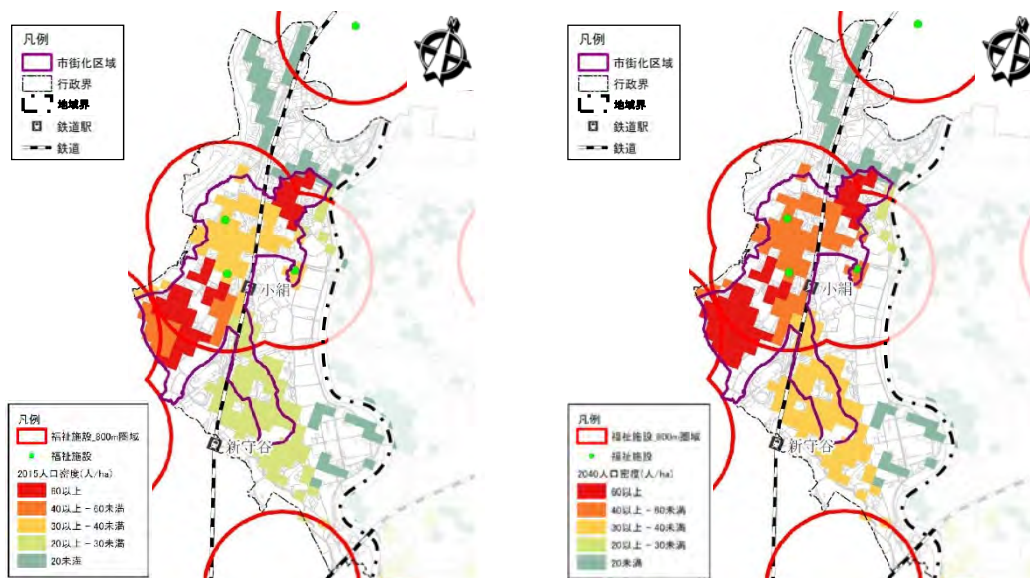 凡例
市街化区域
行政界
地域界
鉄道駅
鉄道
小絹
新守谷
凡例
福祉施設_800m圏域
福祉施設
2015人口密度(人/ha)
60以上
40以上－60未満
30以上－40未満
20以上－30未満
20未満
凡例
市街化区域
行政界
地域界
鉄道駅
鉄道
小絹
新守谷
凡例
福祉施設_800m圏域
福祉施設
2040人口密度(人/ha)
60以上
40以上－60未満
30以上－40未満
20以上－30未満
20未満